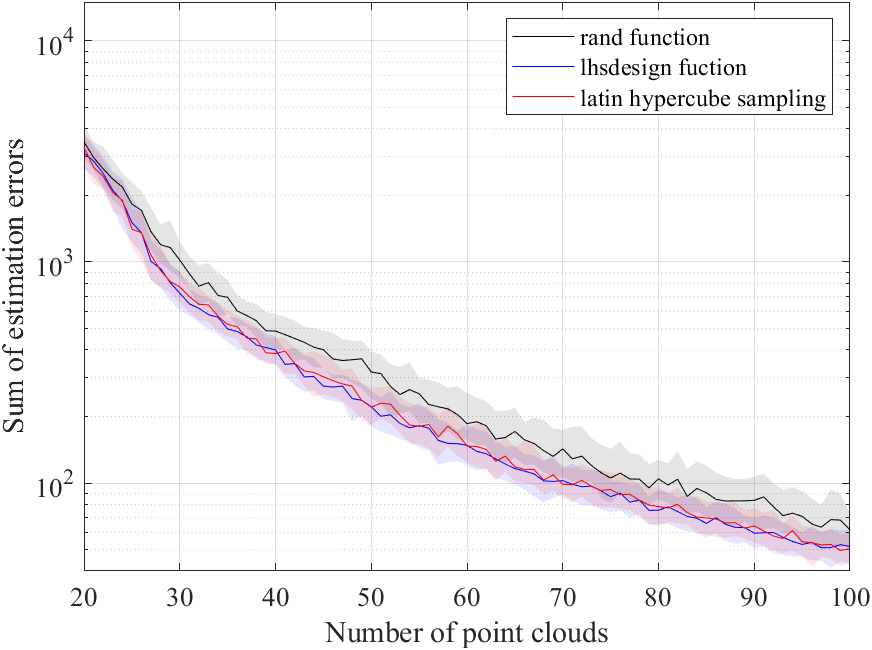 10^4
10^3
10^2
Sum of estimation errors
rand function
lhsdesign fuction
latin hypercube sampling
20 30 40 50 60 70 80 90 100
Number of point clouds